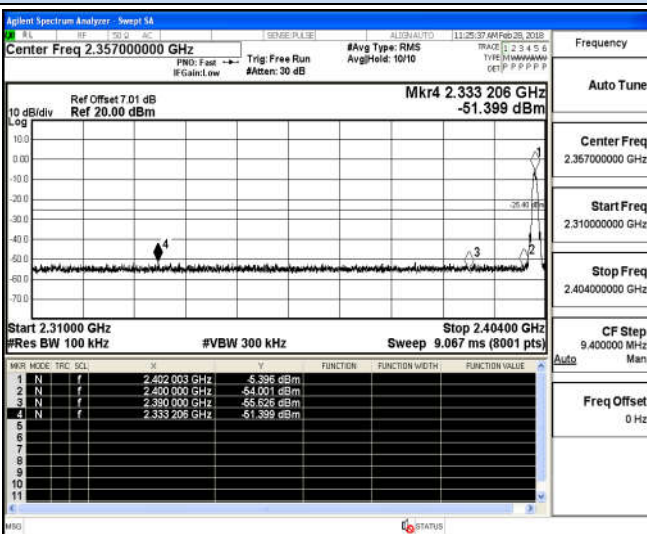 Agilent Spectrum Analyzer - Swept SA
RL RF 50 Ω AC SENSE:PULSE ALIGNAUTO 11:25:37 AM Feb 28, 2018
Center Freq 2.357000000 GHz
PNO: Fast
IFGain:Low
Trig: Free Run
#Atten: 30 dB
#Avg Type: RMS
Avg|Hold: 10/10
TRACE 1 2 3 4 5 6
TYPE MWWWWW
DET P P P P P P
Frequency
Auto Tune
Center Freq
2.357000000 GHz
Start Freq
2.310000000 GHz
Stop Freq
2.404000000 GHz
CF Step
9.400000 MHz
Auto Man
Freq Offset
0 Hz
Mkr4 2.333 206 GHz
-51.399 dBm
Ref Offset 7.01 dB
10 dB/div Ref 20.00 dBm
Log
10.0
0.00
-10.0
-20.0
-30.0
-40.0
-50.0
-60.0
-70.0
1
-25.40 dBm
4
3
2
Start 2.31000 GHz Stop 2.40400 GHz
#Res BW 100 kHz #VBW 300 kHz Sweep 9.067 ms (8001 pts)
MKR MODE TRC SCL X Y FUNCTION FUNCTION WIDTH FUNCTION VALUE
1 N f 2.402 003 GHz -5.396 dBm
2 N f 2.400 000 GHz -54.001 dBm
3 N f 2.390 000 GHz -55.626 dBm
4 N f 2.333 206 GHz -51.399 dBm
5
6
7
8
9
10
11
MSG STATUS